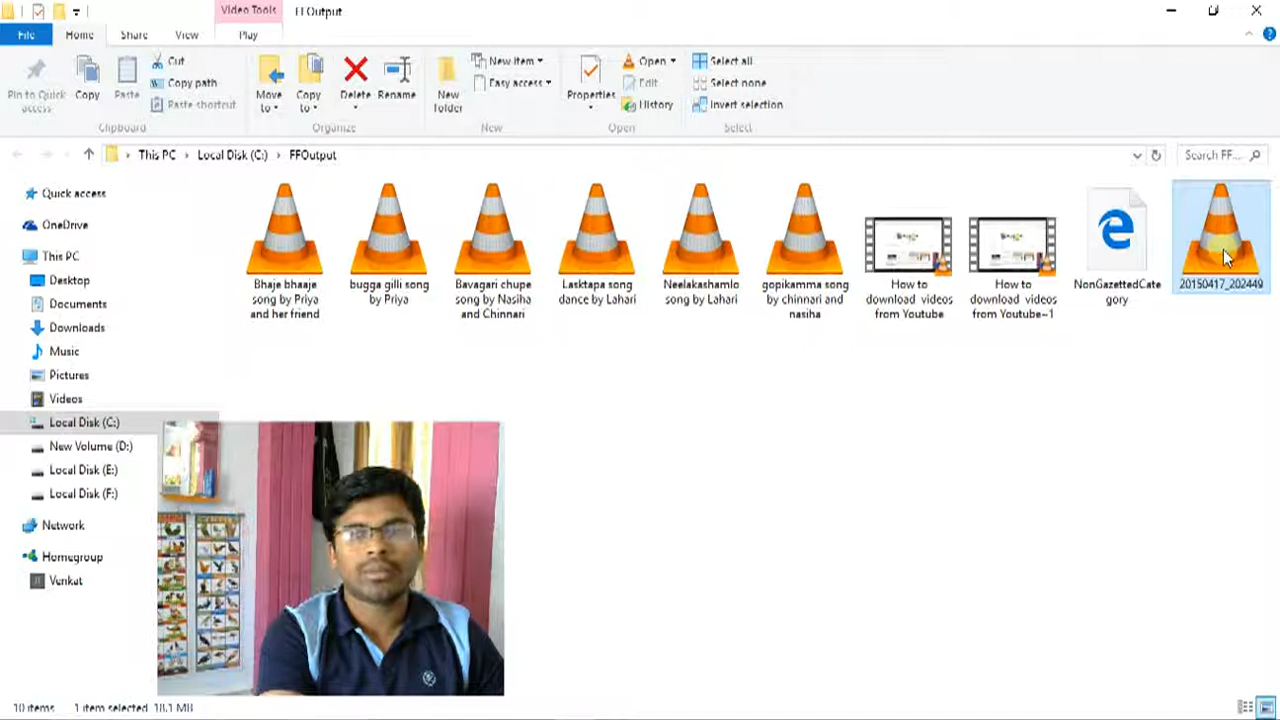 Video Tools
FFOutput
File
Home
Share
View
Play
Pin to Quick access
Copy
Paste
Cut
Copy path
Paste shortcut
Clipboard
Move to
Copy to
Delete
Rename
Organize
New folder
New item
Easy access
New
Properties
Open
Edit
History
Open
Select all
Select none
Invert selection
Select
This PC
Local Disk (C:)
FFOutput
Search FF...
Quick access
OneDrive
This PC
Desktop
Documents
Downloads
Music
Pictures
Videos
Local Disk (C:)
New Volume (D:)
Local Disk (E:)
Local Disk (F:)
Network
Homegroup
Venkat
Bhaje bhaaje
song by Priya
and her friend
bugga gilli song
by Priya
Bavagari chupe
song by Nasiha
and Chinnari
Lasktapa song
dance by Lahari
Neelakashamlo
song by Lahari
gopikamma song
by chinnari and
nasiha
How to
download videos
from Youtube
How to
download videos
from Youtube~1
NonGazettedCate
gory
20150417_202449
10 items
1 item selected 18.1 MB